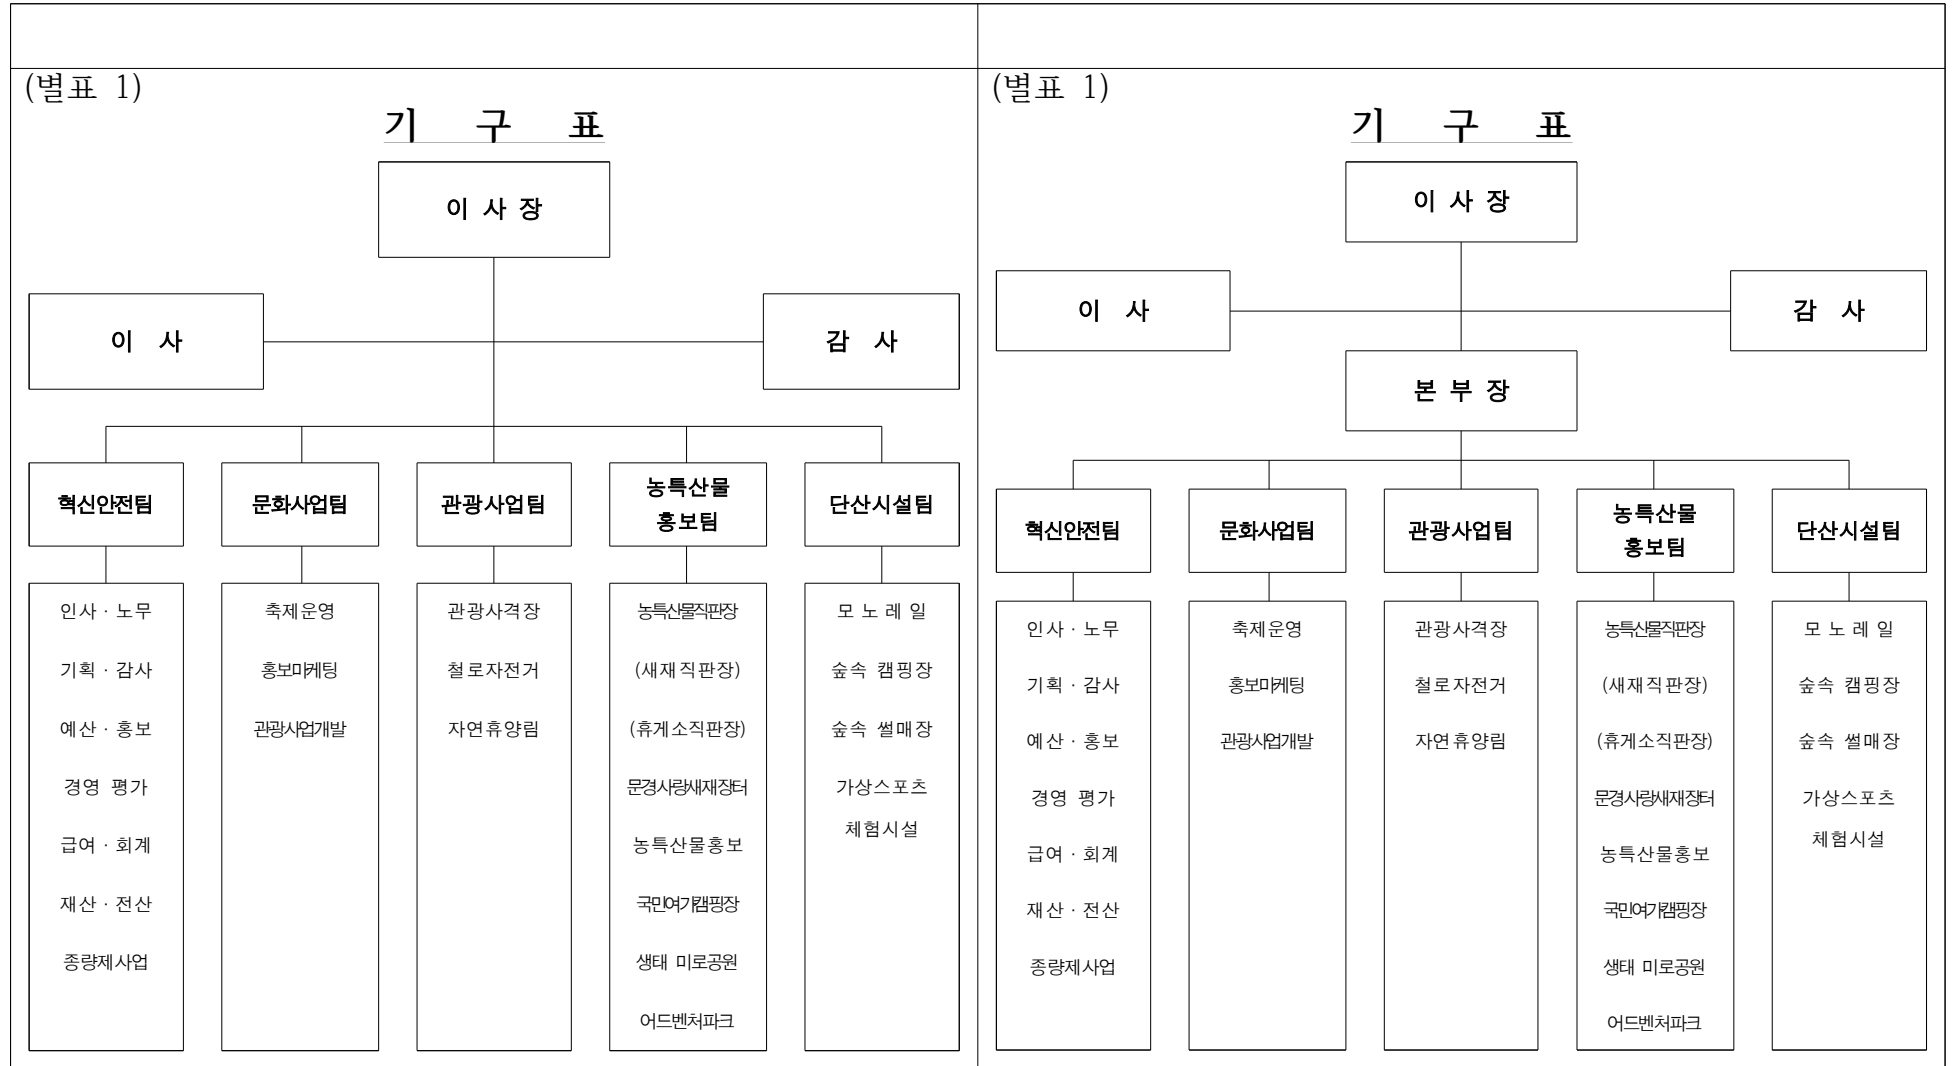 (별표 1)
기 구 표
이 사 장
이 사
감 사
혁신안전팀
문화사업팀
관광사업팀
농특산물
홍보팀
단산시설팀
인사 · 노무
기획 · 감사
예산 · 홍보
경영 평가
급여 · 회계
재산 · 전산
종량제사업
축제운영
홍보마케팅
관광사업개발
관광사격장
철로자전거
자연휴양림
농특산물직판장
(새재직판장)
(휴게소직판장)
문경사랑새재장터
농특산물홍보
국민여가캠핑장
생태 미로공원
어드벤처파크
모 노 레 일
숲속 캠핑장
숲속 썰매장
가상스포츠
체험시설
(별표 1)
기 구 표
이 사 장
이 사
감 사
본 부 장
혁신안전팀
문화사업팀
관광사업팀
농특산물
홍보팀
단산시설팀
인사 · 노무
기획 · 감사
예산 · 홍보
경영 평가
급여 · 회계
재산 · 전산
종량제사업
축제운영
홍보마케팅
관광사업개발
관광사격장
철로자전거
자연휴양림
농특산물직판장
(새재직판장)
(휴게소직판장)
문경사랑새재장터
농특산물홍보
국민여가캠핑장
생태 미로공원
어드벤처파크
모 노 레 일
숲속 캠핑장
숲속 썰매장
가상스포츠
체험시설